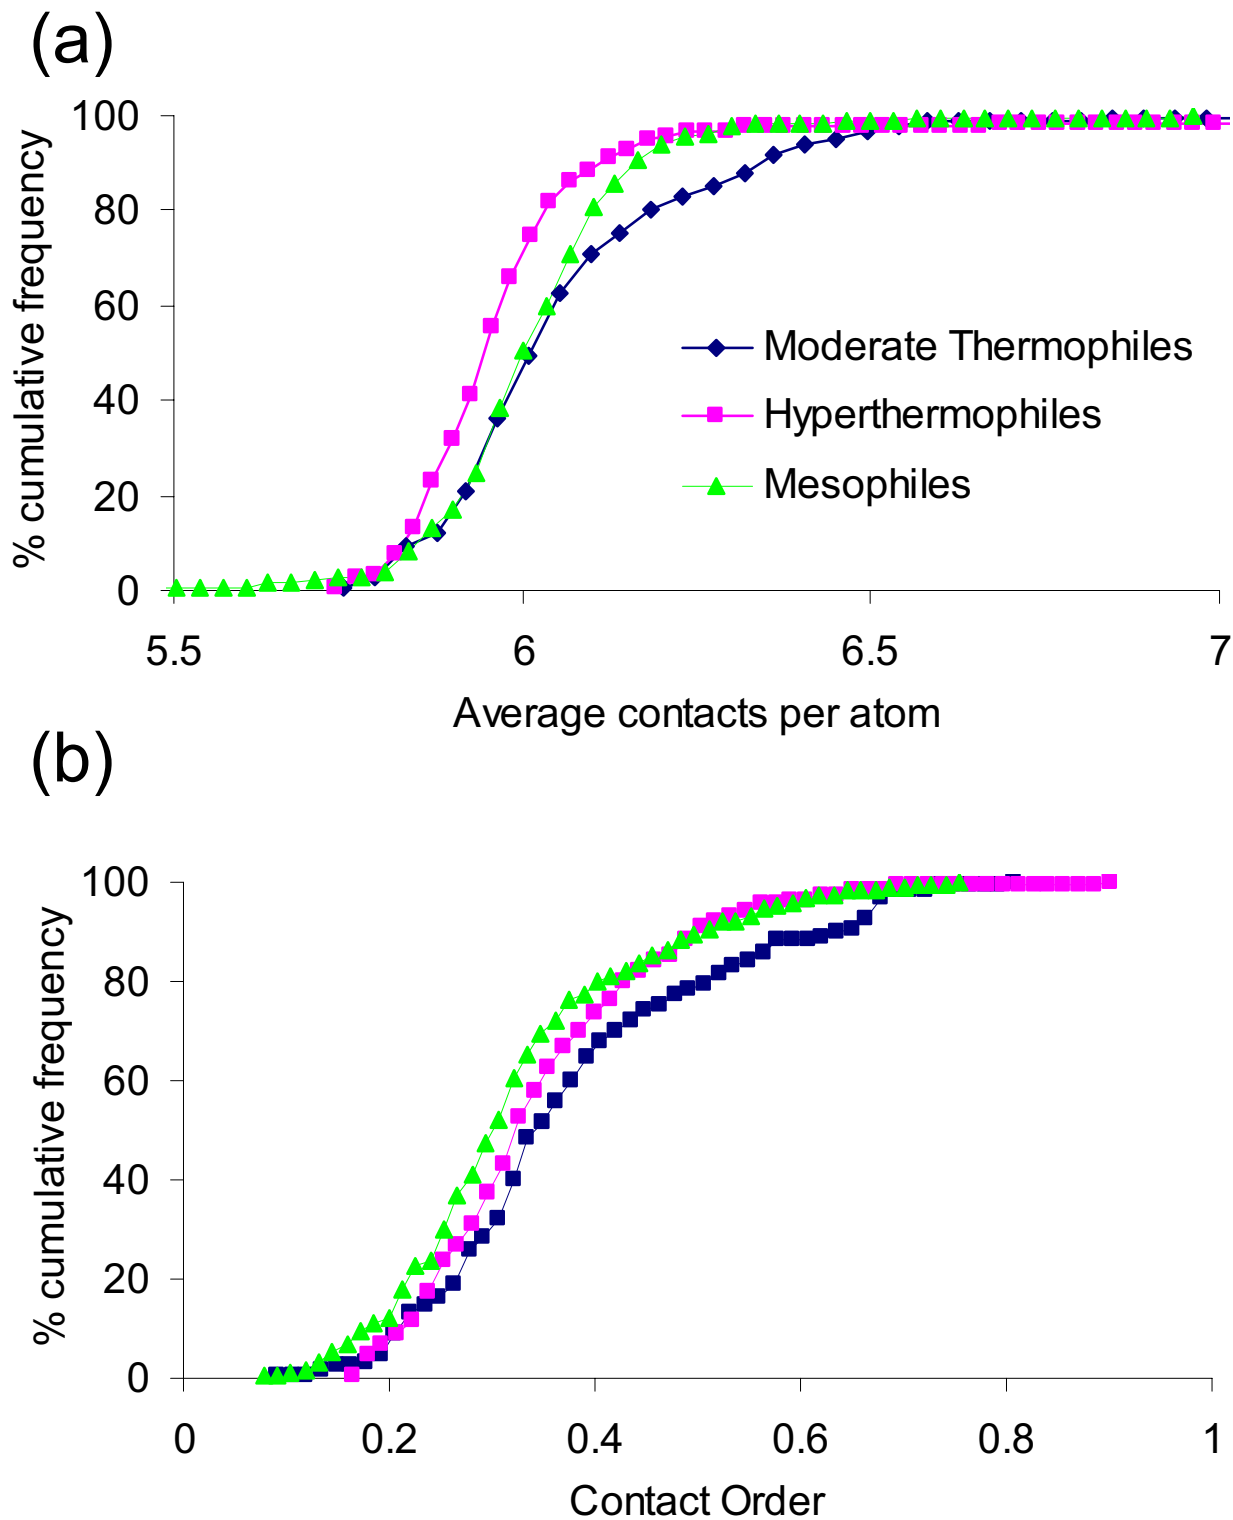 (a)
% cumulative frequency
100
80
60
40
20
0
Moderate Thermophiles
Hyperthermophiles
Mesophiles
5.5 6 6.5 7
Average contacts per atom
(b)
% cumulative frequency
100
80
60
40
20
0
0 0.2 0.4 0.6 0.8 1
Contact Order